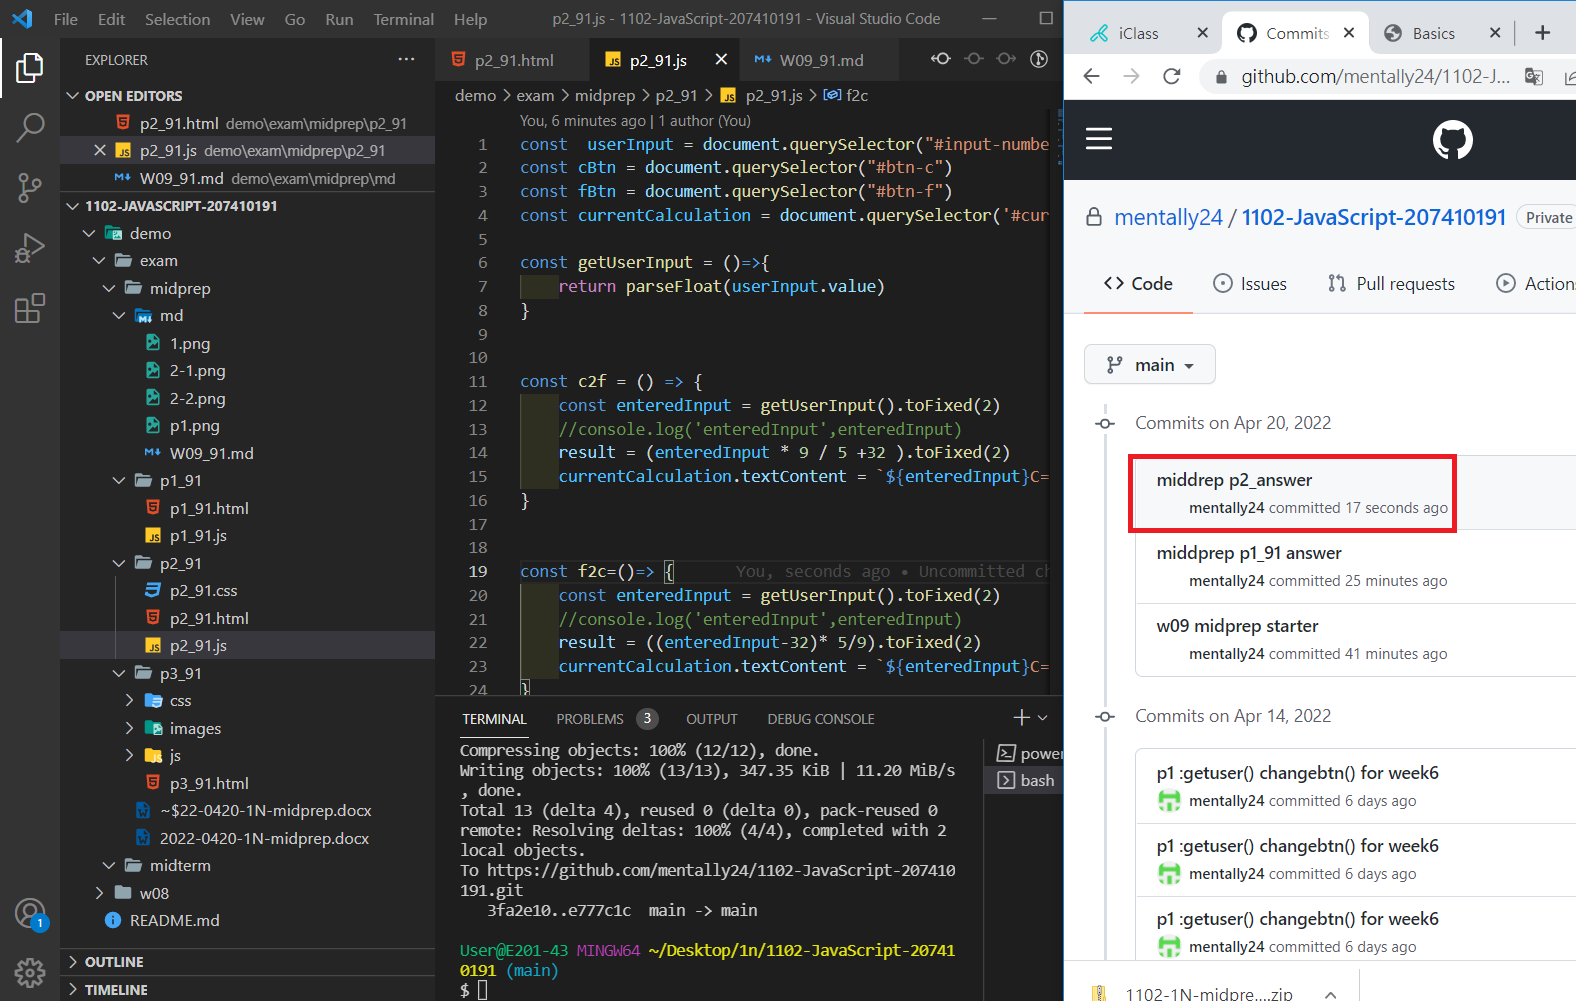 File Edit Selection View Go Run Terminal Help
p2_91.js - 1102-JavaScript-207410191 - Visual Studio Code
EXPLORER
OPEN EDITORS
p2_91.html demo\exam\midprep\p2_91
p2_91.js demo\exam\midprep\p2_91
W09_91.md demo\exam\midprep\md
1102-JAVASCRIPT-207410191
demo
exam
midprep
md
1.png
2-1.png
2-2.png
p1.png
W09_91.md
p1_91
p1_91.html
p1_91.js
p2_91
p2_91.css
p2_91.html
p2_91.js
p3_91
css
images
js
p3_91.html
~$22-0420-1N-midprep.docx
2022-0420-1N-midprep.docx
midterm
w08
README.md
OUTLINE
TIMELINE
1
p2_91.html
p2_91.js
W09_91.md
demo > exam > midprep > p2_91 > p2_91.js > f2c
You, 6 minutes ago | 1 author (You)
1 const  userInput = document.querySelector("#input-numbe
2 const cBtn = document.querySelector("#btn-c")
3 const fBtn = document.querySelector("#btn-f")
4 const currentCalculation = document.querySelector('#cur
5
6 const getUserInput = ()=>{
7     return parseFloat(userInput.value)
8 }
9
10
11 const c2f = () => {
12     const enteredInput = getUserInput().toFixed(2)
13     //console.log('enteredInput',enteredInput)
14     result = (enteredInput * 9 / 5 +32 ).toFixed(2)
15     currentCalculation.textContent = `${enteredInput}C=
16 }
17
18
19 const f2c=()=> {       You, seconds ago • Uncommitted ch
20     const enteredInput = getUserInput().toFixed(2)
21     //console.log('enteredInput',enteredInput)
22     result = ((enteredInput-32)* 5/9).toFixed(2)
23     currentCalculation.textContent = `${enteredInput}C=
24 }
TERMINAL PROBLEMS 3 OUTPUT DEBUG CONSOLE
Compressing objects: 100% (12/12), done.
Writing objects: 100% (13/13), 347.35 KiB | 11.20 MiB/s
, done.
Total 13 (delta 4), reused 0 (delta 0), pack-reused 0
remote: Resolving deltas: 100% (4/4), completed with 2
local objects.
To https://github.com/mentally24/1102-JavaScript-207410
191.git
   3fa2e10..e777c1c  main -> main
User@E201-43 MINGW64 ~/Desktop/1n/1102-JavaScript-20741
0191 (main)
$
power
bash
iClass
Commits
Basics
github.com/mentally24/1102-J...
mentally24 / 1102-JavaScript-207410191
Private
Code
Issues
Pull requests
Action
main
Commits on Apr 20, 2022
middrep p2_answer
mentally24 committed 17 seconds ago
middprep p1_91 answer
mentally24 committed 25 minutes ago
w09 midprep starter
mentally24 committed 41 minutes ago
Commits on Apr 14, 2022
p1 :getuser() changebtn() for week6
mentally24 committed 6 days ago
p1 :getuser() changebtn() for week6
mentally24 committed 6 days ago
p1 :getuser() changebtn() for week6
mentally24 committed 6 days ago
1102-1N-midpre....zip